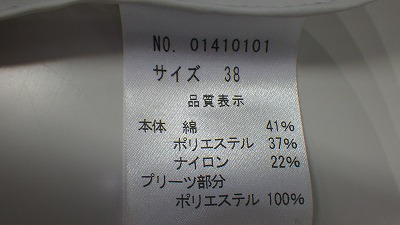 NO. 01410101
サイズ 38
品質表示
本体 綿 41%
ポリエステル 37%
ナイロン 22%
プリーツ部分
ポリエステル 100%